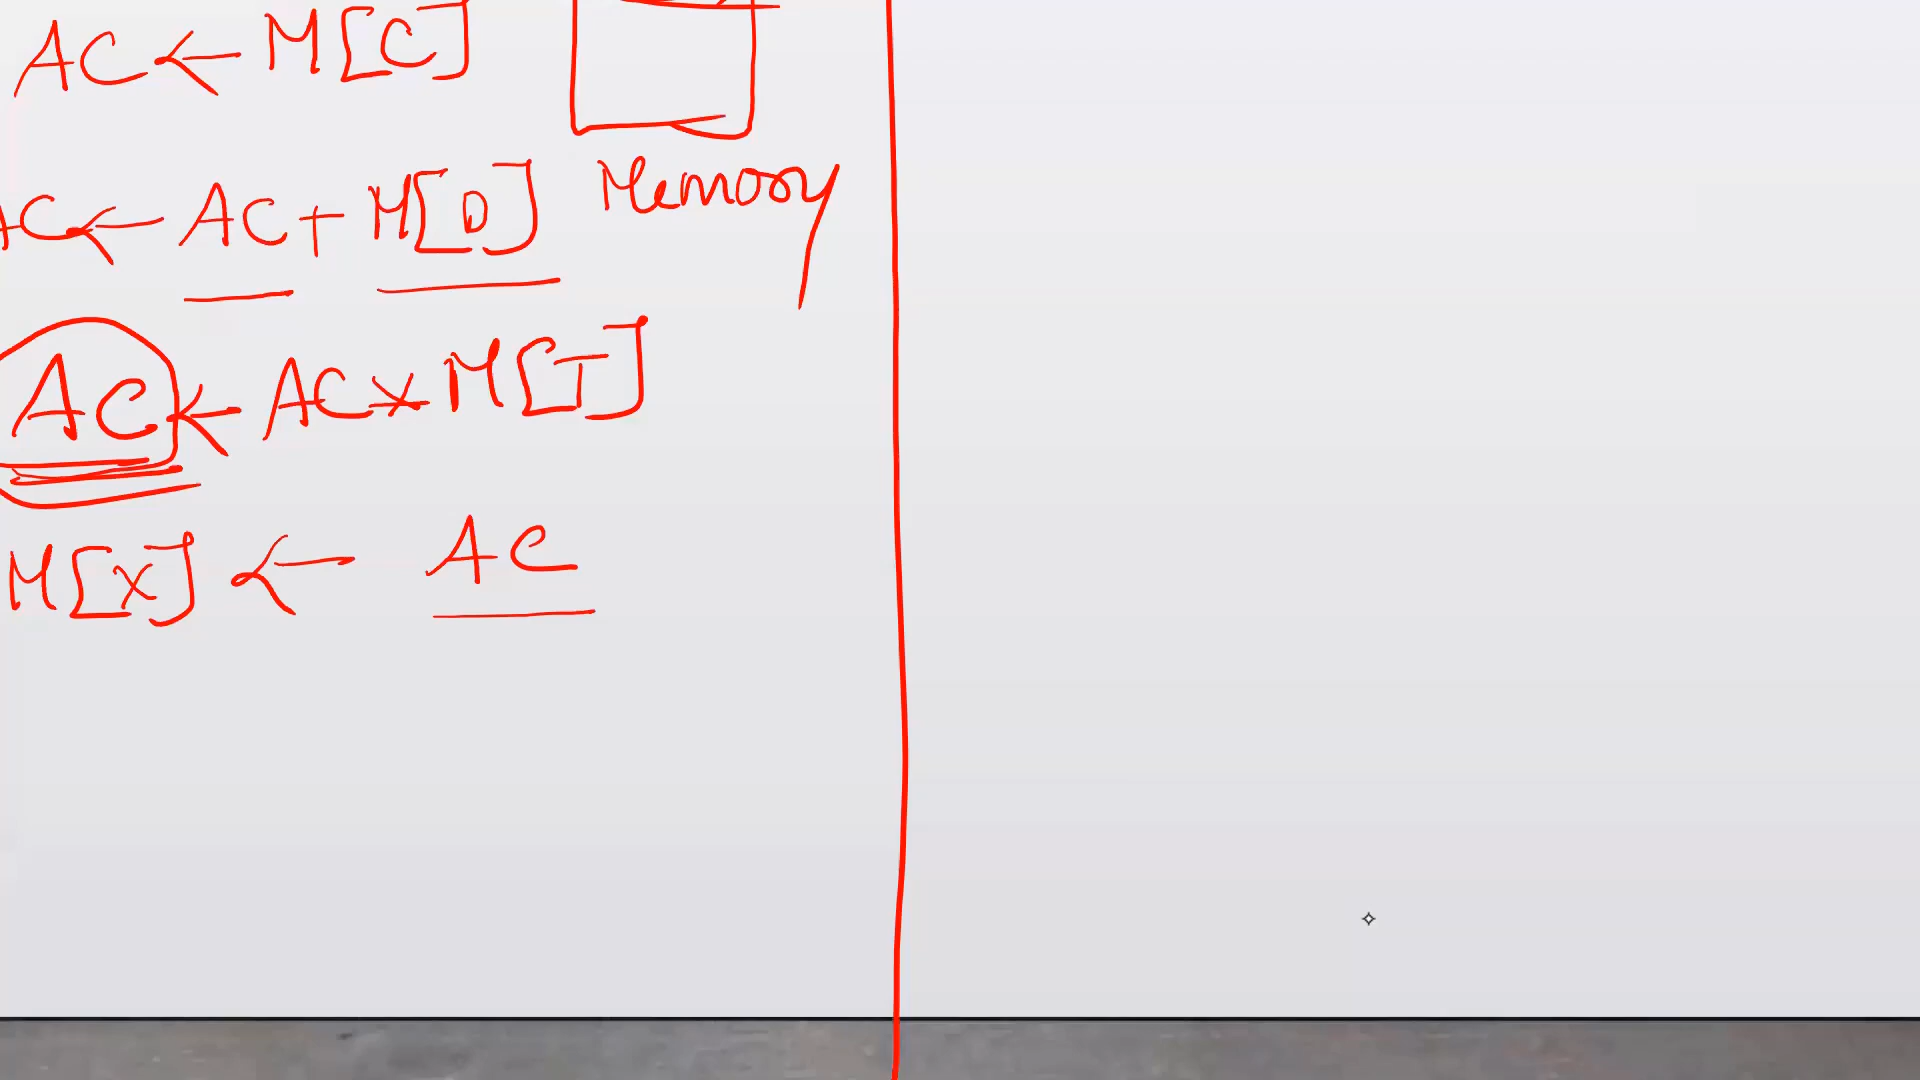 AC ← M[C]
AC ← AC + M[D]
Memory
AC ← AC * M[T]
M[X] ← AC